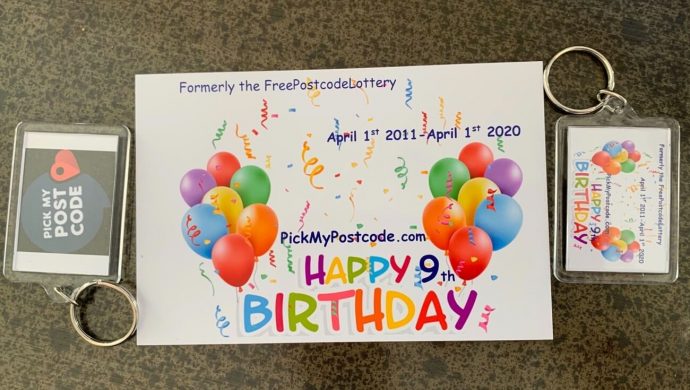 PICK MY
POST
CODE
Formerly the FreePostcodeLottery
April 1st 2011-April 1st 2020
PickMyPostcode.com
HAPPY 9th
BIRTHDAY
Formerly the FreePostcodeLottery
April 1st 2011-April 1st 2020
PickMyPostcode.com
HAPPY 9th
BIRTHDAY